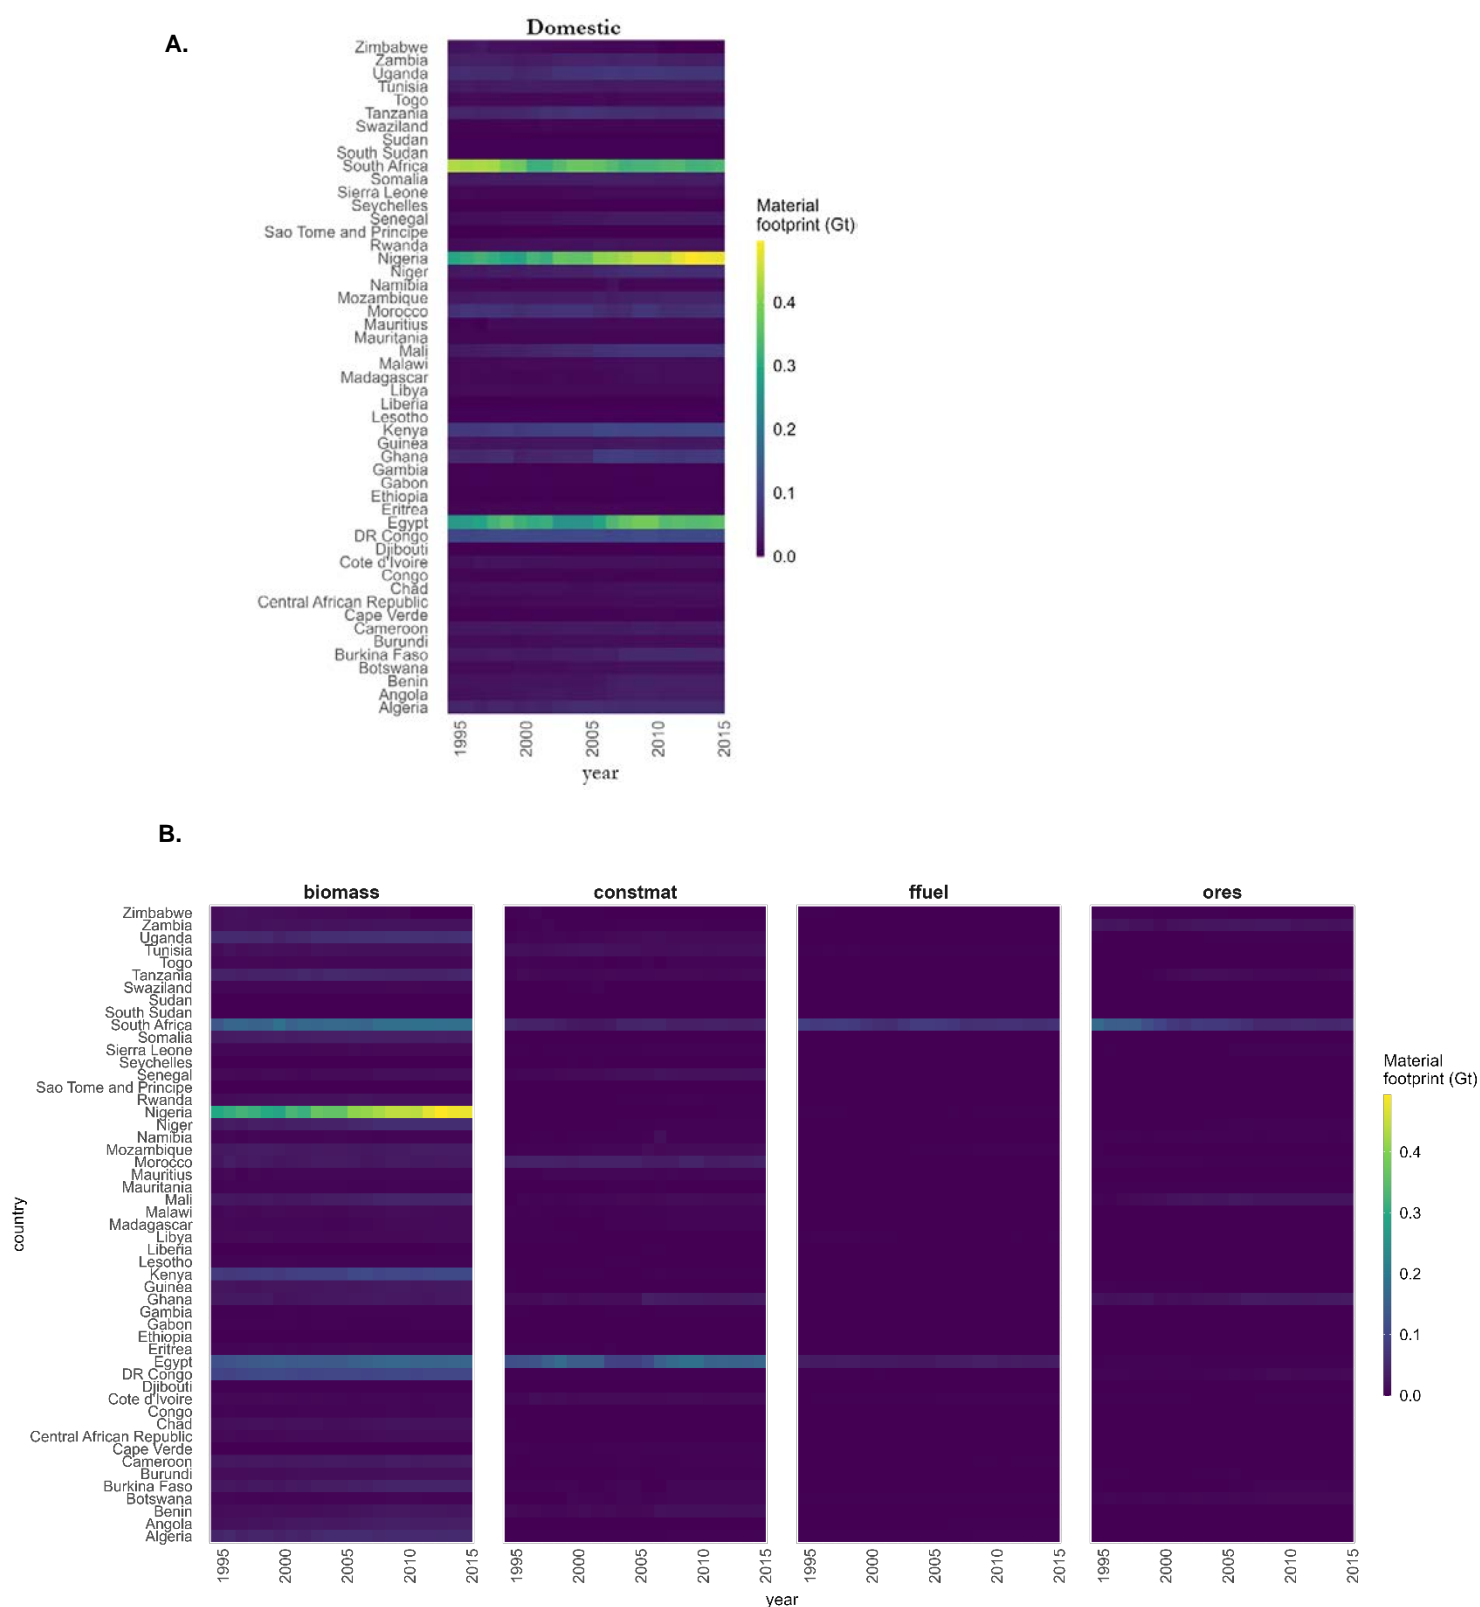 A.
Domestic
Zimbabwe
Zambia
Uganda
Tunisia
Togo
Tanzania
Swaziland
Sudan
South Sudan
South Africa
Somalia
Sierra Leone
Seychelles
Senegal
Sao Tome and Principe
Rwanda
Nigeria
Niger
Namibia
Mozambique
Morocco
Mauritius
Mauritania
Mali
Malawi
Madagascar
Libya
Liberia
Lesotho
Kenya
Guinea
Ghana
Gambia
Gabon
Ethiopia
Eritrea
Egypt
DR Congo
Djibouti
Cote d'Ivoire
Congo
Chad
Central African Republic
Cape Verde
Cameroon
Burundi
Burkina Faso
Botswana
Benin
Angola
Algeria
1995 2000 2005 2010 2015
year
Material
footprint (Gt)
0.4
0.3
0.2
0.1
0.0
B.
biomass constmat ffuel ores
country
Zimbabwe
Zambia
Uganda
Tunisia
Togo
Tanzania
Swaziland
Sudan
South Sudan
South Africa
Somalia
Sierra Leone
Seychelles
Senegal
Sao Tome and Principe
Rwanda
Nigeria
Niger
Namibia
Mozambique
Morocco
Mauritius
Mauritania
Mali
Malawi
Madagascar
Libya
Liberia
Lesotho
Kenya
Guinea
Ghana
Gambia
Gabon
Ethiopia
Eritrea
Egypt
DR Congo
Djibouti
Cote d'Ivoire
Congo
Chad
Central African Republic
Cape Verde
Cameroon
Burundi
Burkina Faso
Botswana
Benin
Angola
Algeria
1995 2000 2005 2010 2015 1995 2000 2005 2010 2015 1995 2000 2005 2010 2015 1995 2000 2005 2010 2015
year
Material
footprint (Gt)
0.4
0.3
0.2
0.1
0.0